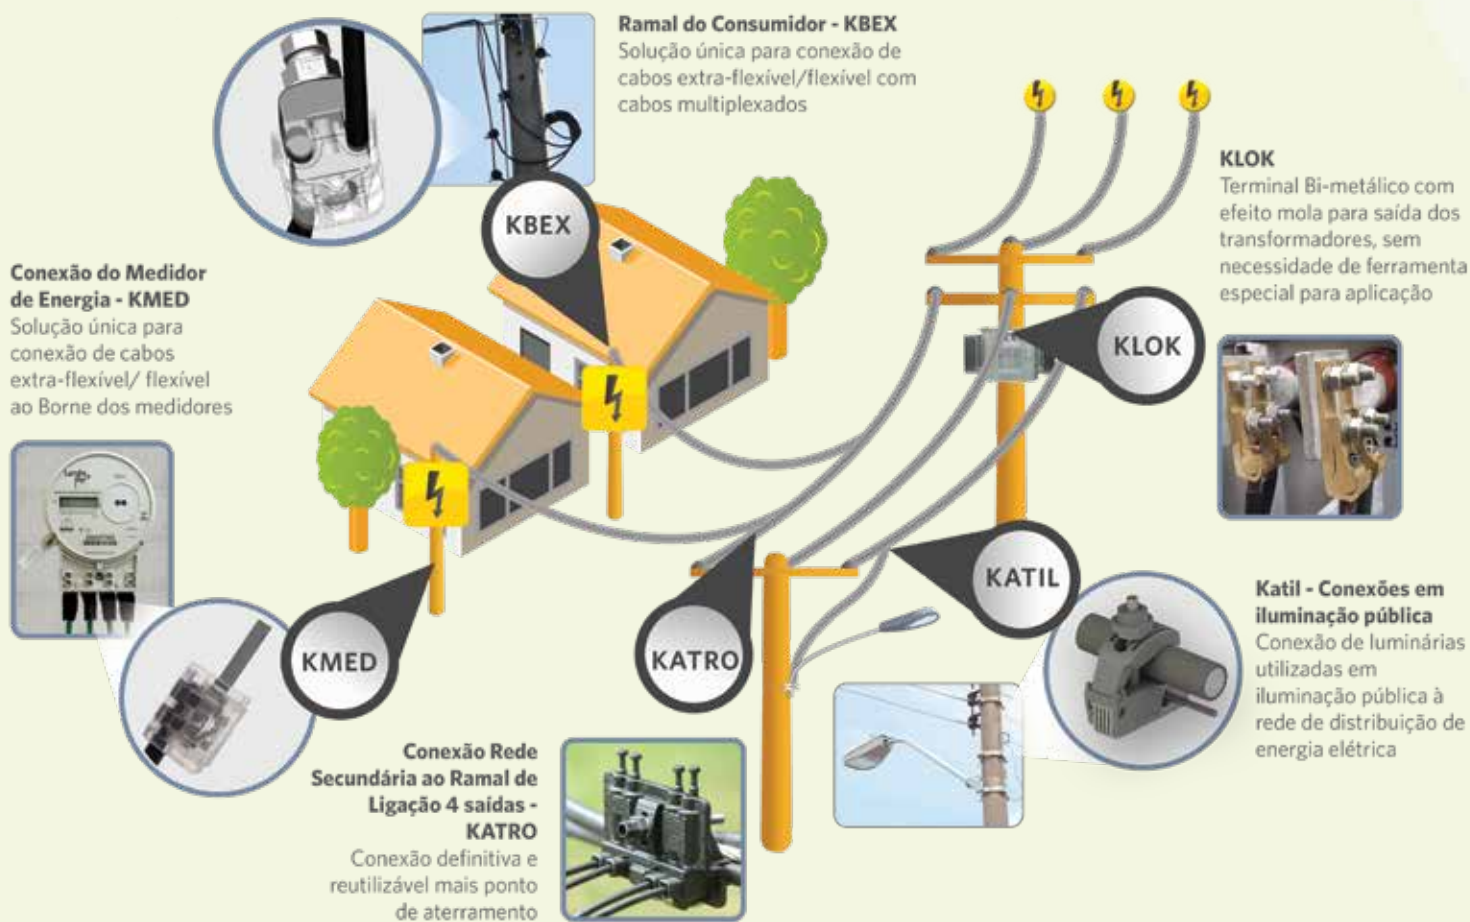 Ramal do Consumidor - KBEX
Solução única para conexão de
cabos extra-flexível/flexível com
cabos multiplexados
KBEX
KLOK
Terminal Bi-metálico com
efeito mola para saída dos
transformadores, sem
necessidade de ferramenta
especial para aplicação
Conexão do Medidor
de Energia - KMED
Solução única para
conexão de cabos
extra-flexível/ flexível
ao Borne dos medidores
KLOK
KATIL
Katil - Conexões em
iluminação pública
Conexão de luminárias
utilizadas em
iluminação pública à
rede de distribuição de
energia elétrica
KMED
KATRO
Conexão Rede
Secundária ao Ramal de
Ligação 4 saídas -
KATRO
Conexão definitiva e
reutilizável mais ponto
de aterramento